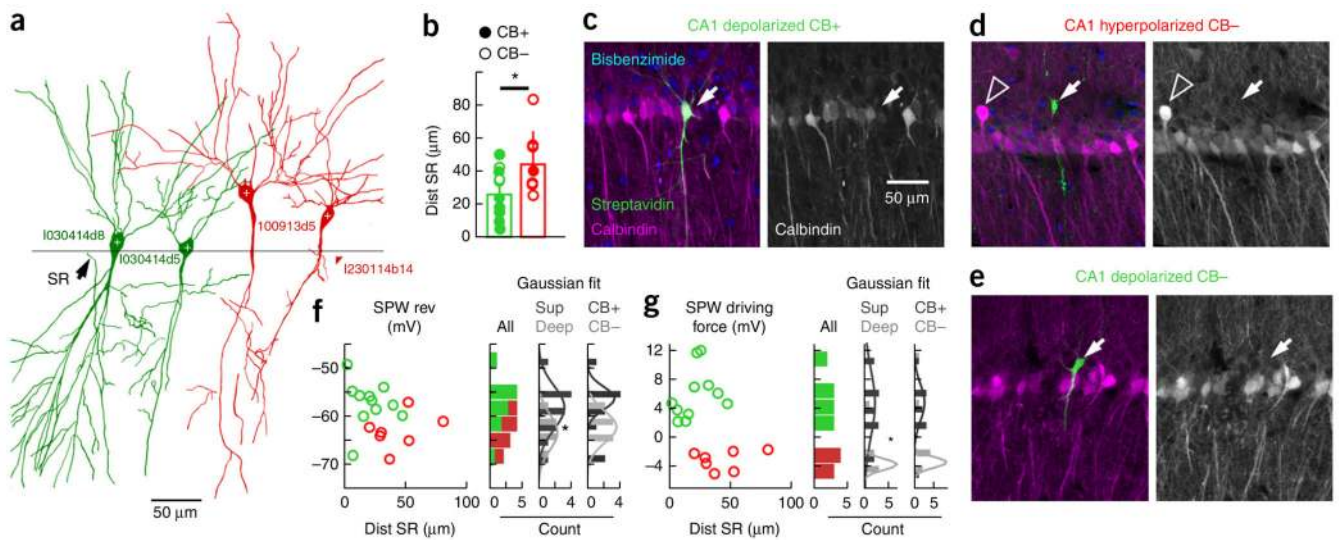 a
l030414d8
l030414d5
100913d5
l230114b14
SR
50 µm
b
CB+
CB−
*
Dist SR (µm)
80
60
40
20
0
c
CA1 depolarized CB+
Bisbenzimide
Streptavidin
Calbindin
Calbindin
50 µm
d
CA1 hyperpolarized CB−
e
CA1 depolarized CB−
f
SPW rev
(mV)
−50
−60
−70
0 50 100
Dist SR (µm)
Gaussian fit
All
Sup
Deep
CB+
CB−
*
0 5
0 4
0 4
Count
g
SPW driving
force (mV)
12
8
4
0
−4
0 50 100
Dist SR (µm)
Gaussian fit
All
Sup
Deep
CB+
CB−
*
0 5
0 5
0 5
Count